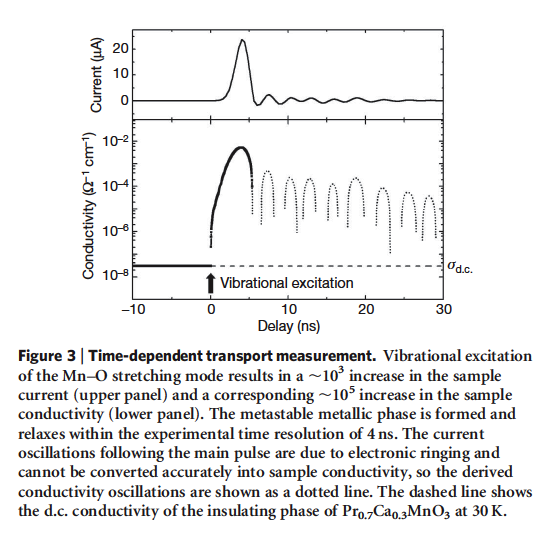 Current (μA)
20
10
0
Conductivity (Ω⁻¹ cm⁻¹)
10⁻²
10⁻⁴
10⁻⁶
10⁻⁸
σd.c.
Vibrational excitation
−10 0 10 20 30
Delay (ns)
Figure 3 | Time-dependent transport measurement. Vibrational excitation
of the Mn–O stretching mode results in a ~10³ increase in the sample
current (upper panel) and a corresponding ~10⁵ increase in the sample
conductivity (lower panel). The metastable metallic phase is formed and
relaxes within the experimental time resolution of 4 ns. The current
oscillations following the main pulse are due to electronic ringing and
cannot be converted accurately into sample conductivity, so the derived
conductivity oscillations are shown as a dotted line. The dashed line shows
the d.c. conductivity of the insulating phase of Pr₀.₇Ca₀.₃MnO₃ at 30 K.